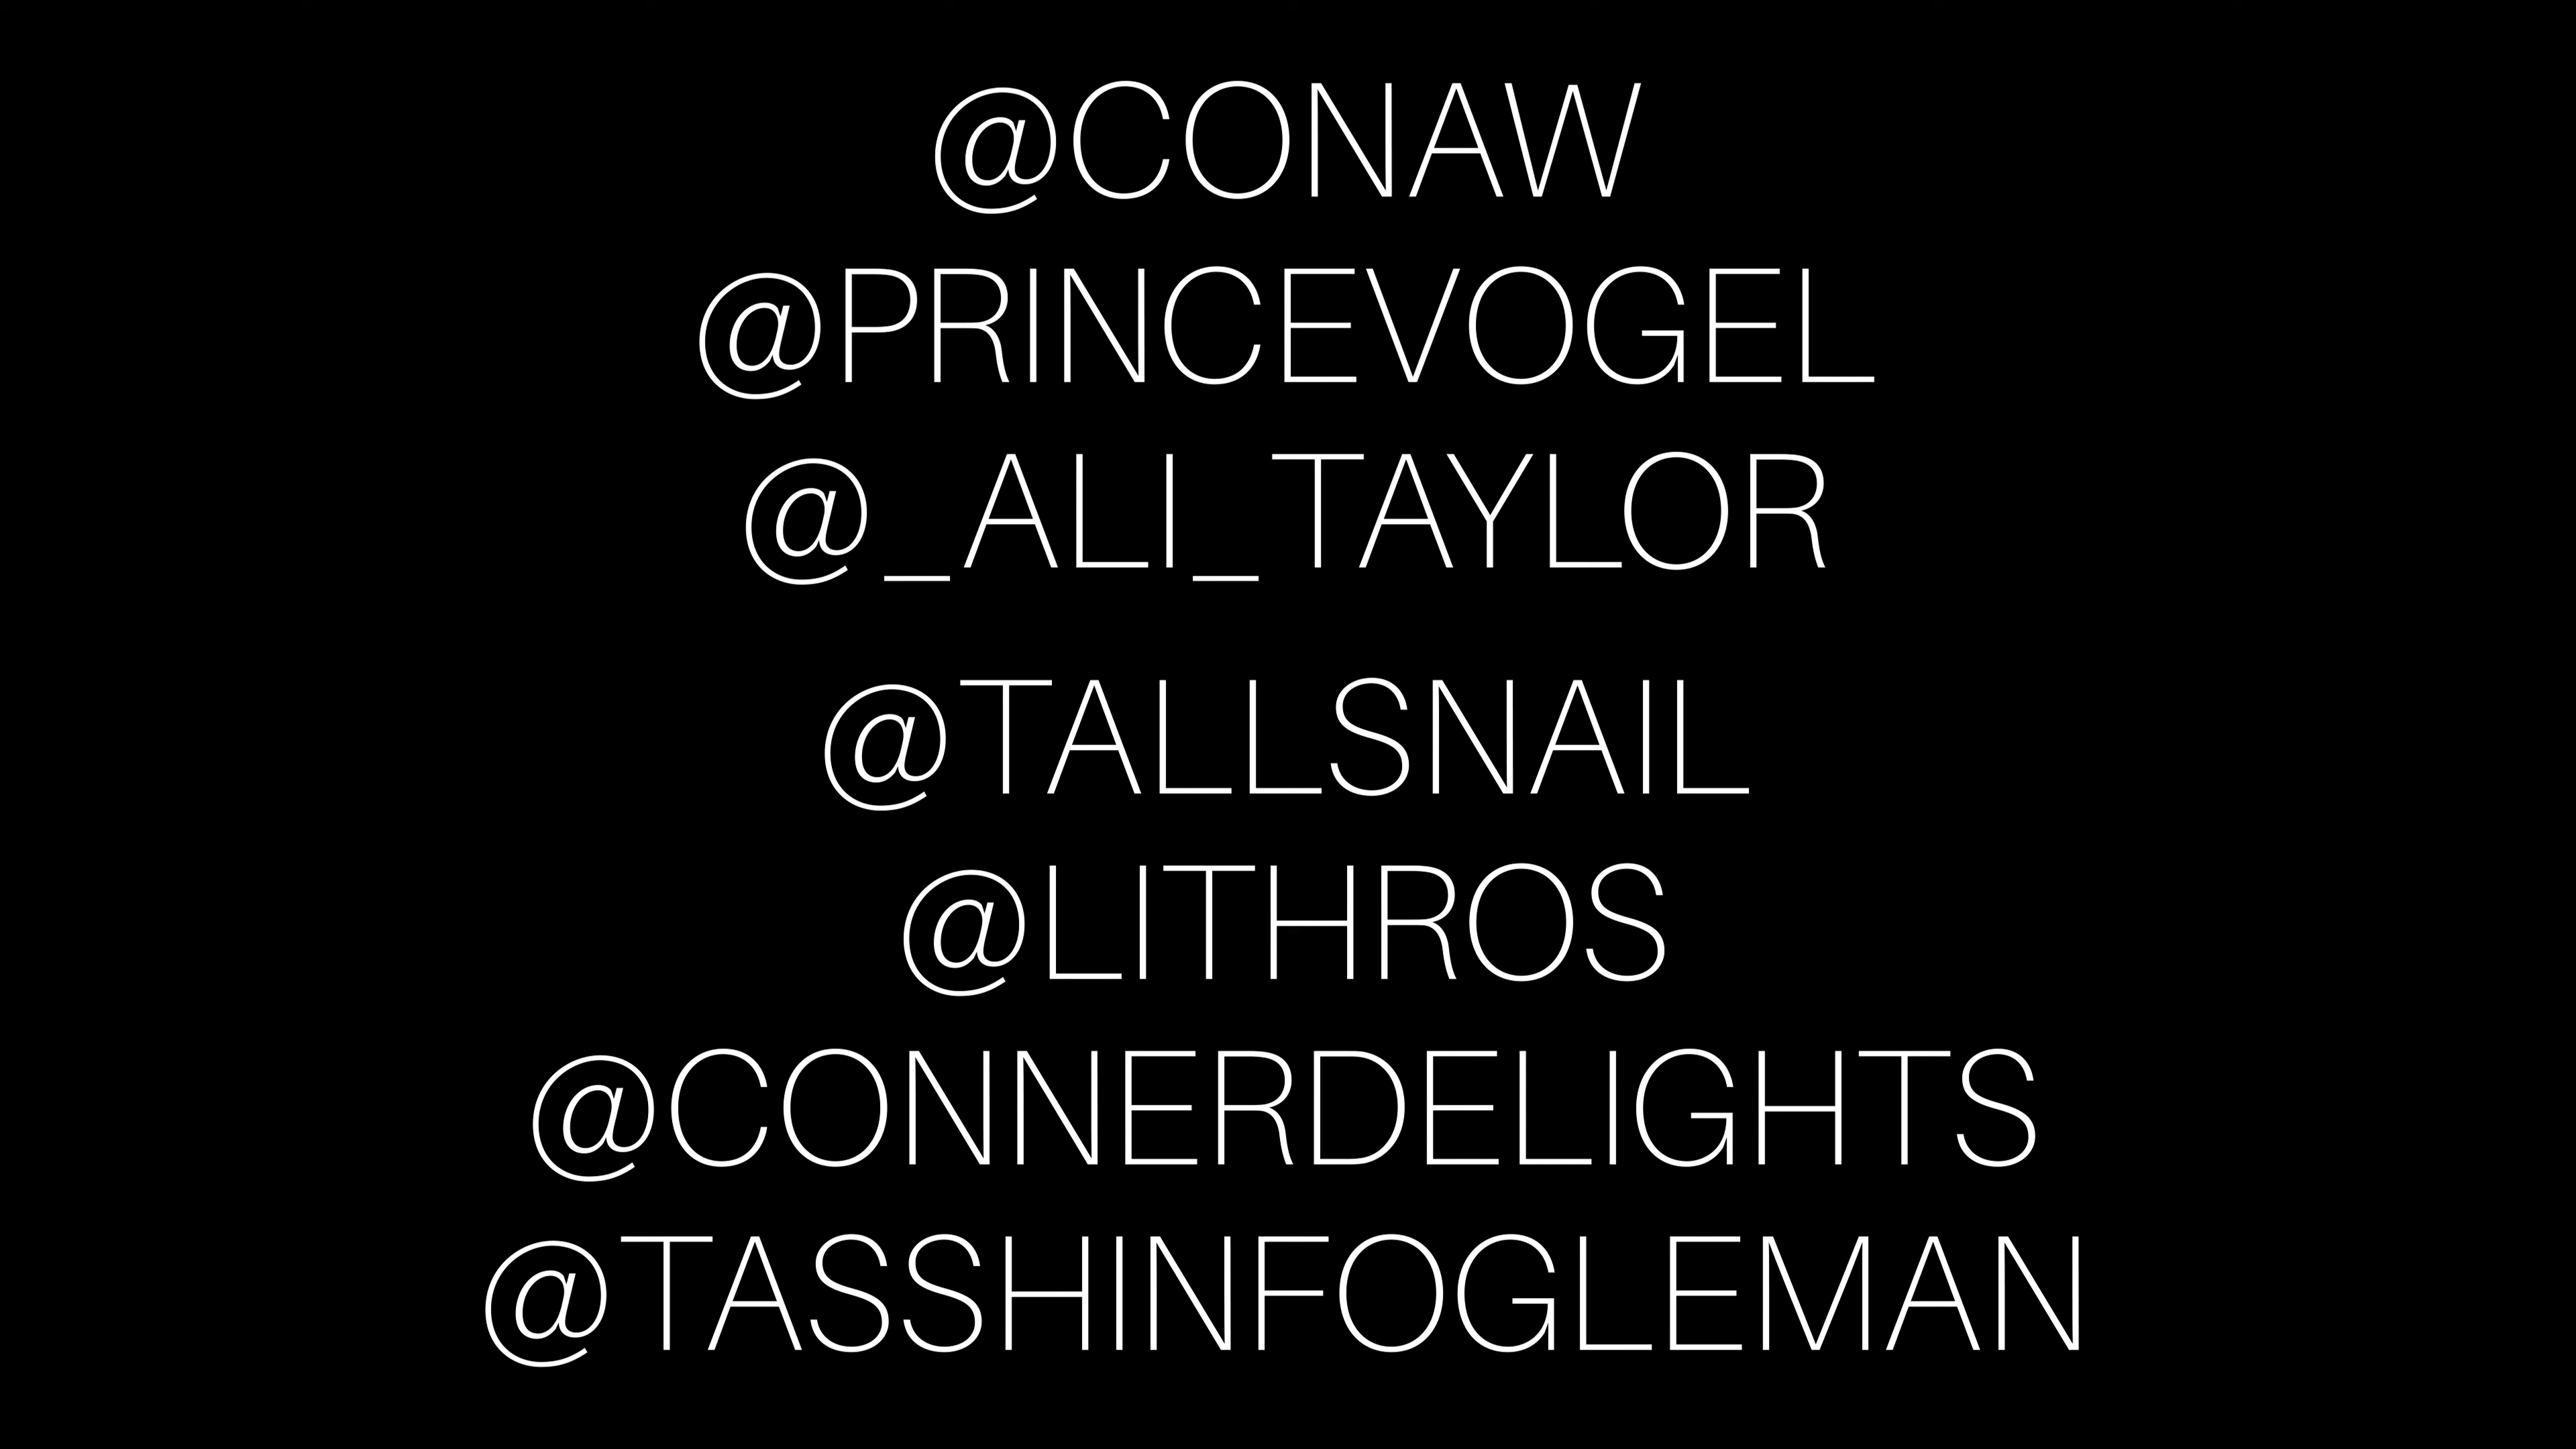 @CONAW
@PRINCEVOGEL
@_ALI_TAYLOR
@TALLSNAIL
@LITHROS
@CONNERDELIGHTS
@TASSHINFOGLEMAN